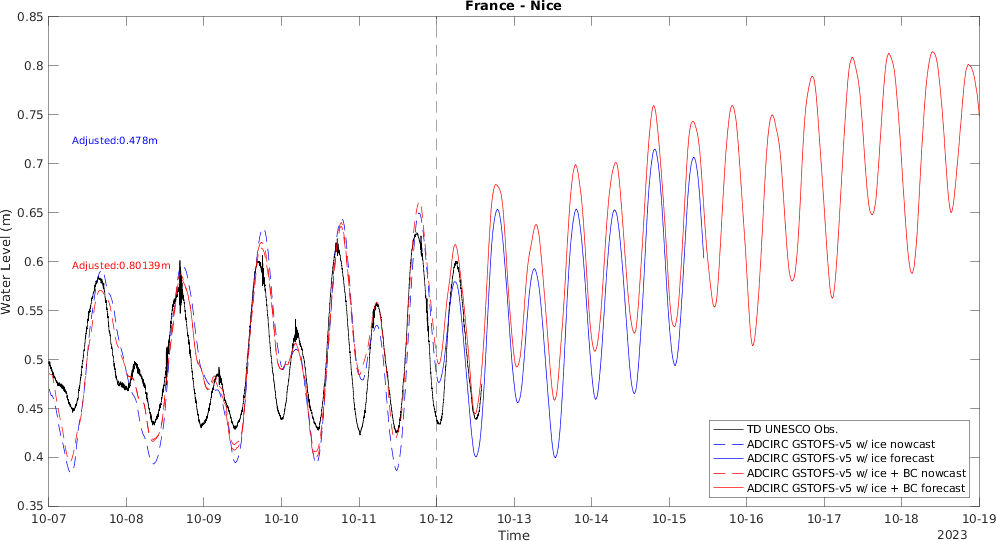 France - Nice
0.85
0.8
0.75
0.7
0.65
0.6
0.55
0.5
0.45
0.4
0.35
Water Level (m)
Adjusted:0.478m
Adjusted:0.80139m
TD UNESCO Obs.
ADCIRC GSTOFS-v5 w/ ice nowcast
ADCIRC GSTOFS-v5 w/ ice forecast
ADCIRC GSTOFS-v5 w/ ice + BC nowcast
ADCIRC GSTOFS-v5 w/ ice + BC forecast
10-07 10-08 10-09 10-10 10-11 10-12 10-13 10-14 10-15 10-16 10-17 10-18 10-19
Time
2023